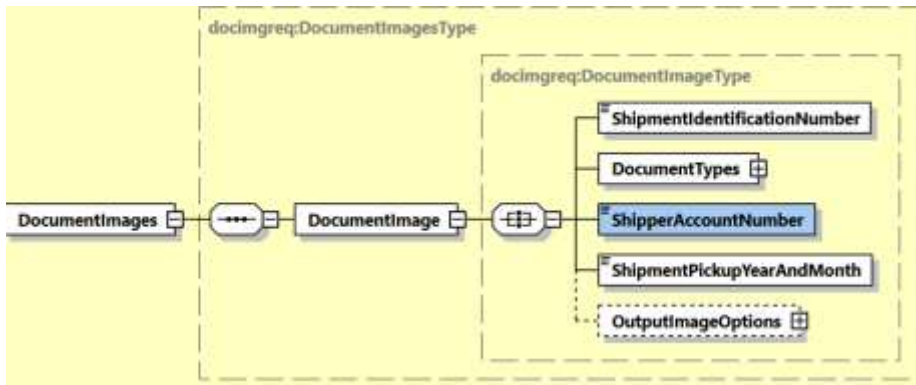 docimgreq:DocumentImagesType
docimgreq:DocumentImageType
ShipmentIdentificationNumber
DocumentTypes
DocumentImages
DocumentImage
ShipperAccountNumber
ShipmentPickupYearAndMonth
OutputImageOptions